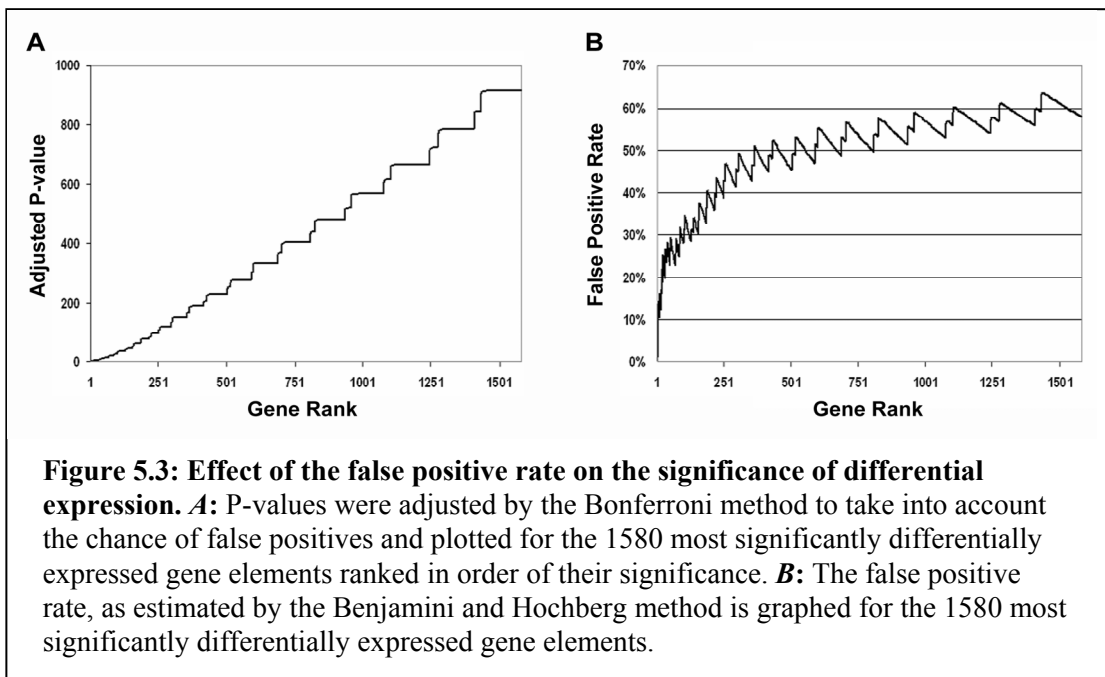 A
B
1000
800
600
400
200
0
Adjusted P-value
1 251 501 751 1001 1251 1501
Gene Rank
70%
60%
50%
40%
30%
20%
10%
0%
False Positive Rate
1 251 501 751 1001 1251 1501
Gene Rank
Figure 5.3: Effect of the false positive rate on the significance of differential
expression. A: P-values were adjusted by the Bonferroni method to take into account
the chance of false positives and plotted for the 1580 most significantly differentially
expressed gene elements ranked in order of their significance. B: The false positive
rate, as estimated by the Benjamini and Hochberg method is graphed for the 1580 most
significantly differentially expressed gene elements.